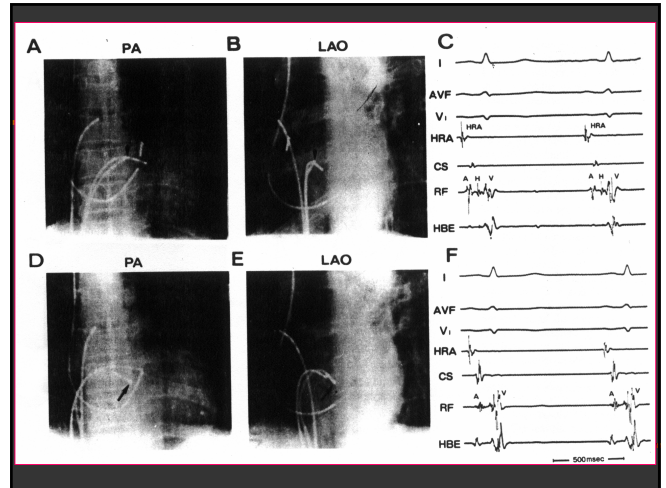 A PA
B LAO
C
I
AVF
V1
HRA HRA HRA
CS
RF A H V A H V
HBE
D PA
E LAO
F
I
AVF
V1
HRA
CS
RF A V A V
HBE
500msec